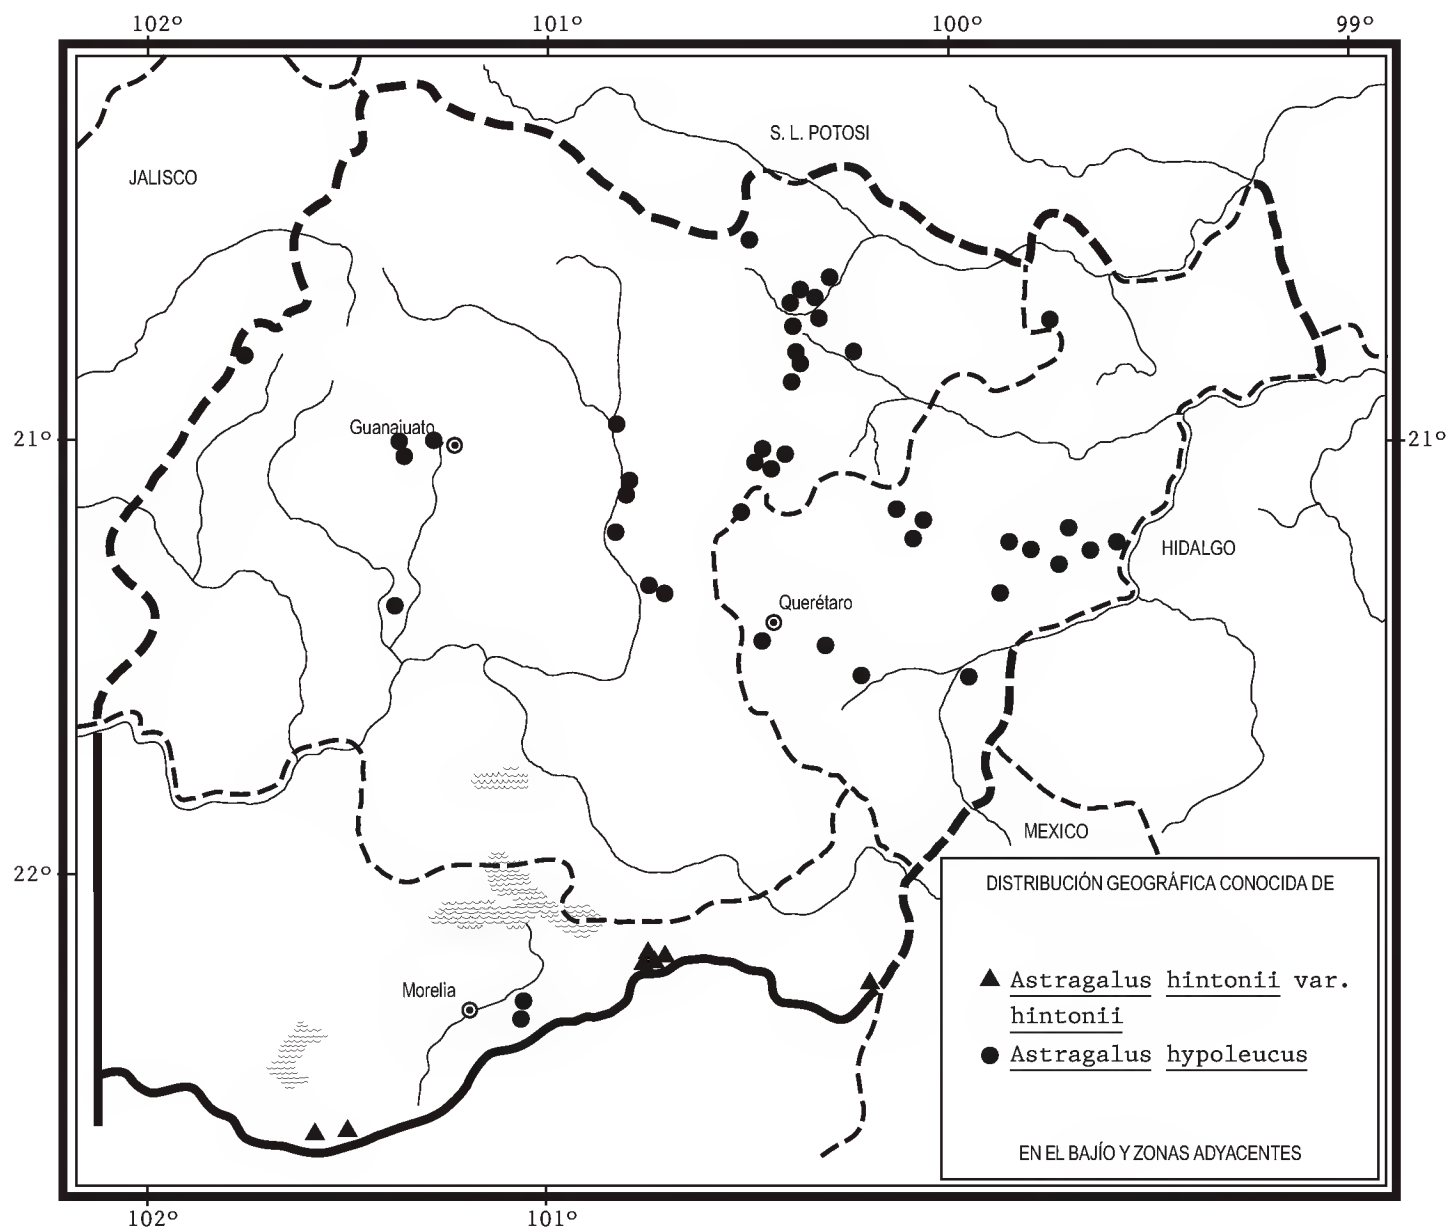 102º 101º 100º 99º
S. L. POTOSI
JALISCO
Guanajuato
21º 21º
HIDALGO
Querétaro
MEXICO
22º
DISTRIBUCIÓN GEOGRÁFICA CONOCIDA DE
Astragalus hintonii var.
hintonii
Morelia
Astragalus hypoleucus
EN EL BAJÍO Y ZONAS ADYACENTES
102º 101º